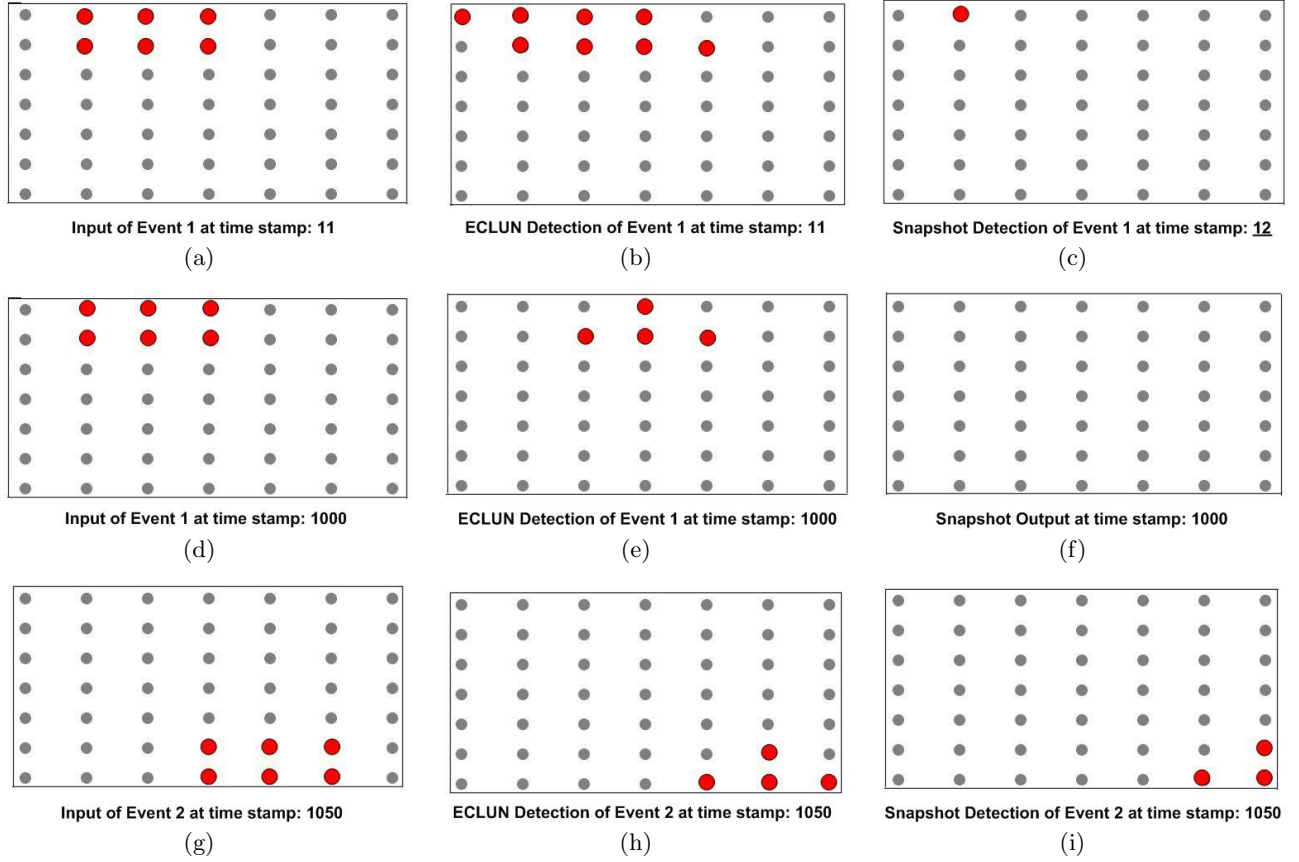 Input of Event 1 at time stamp: 11
ECLUN Detection of Event 1 at time stamp: 11
Snapshot Detection of Event 1 at time stamp: 12
(a)
(b)
(c)
Input of Event 1 at time stamp: 1000
ECLUN Detection of Event 1 at time stamp: 1000
Snapshot Output at time stamp: 1000
(d)
(e)
(f)
Input of Event 2 at time stamp: 1050
ECLUN Detection of Event 2 at time stamp: 1050
Snapshot Detection of Event 2 at time stamp: 1050
(g)
(h)
(i)